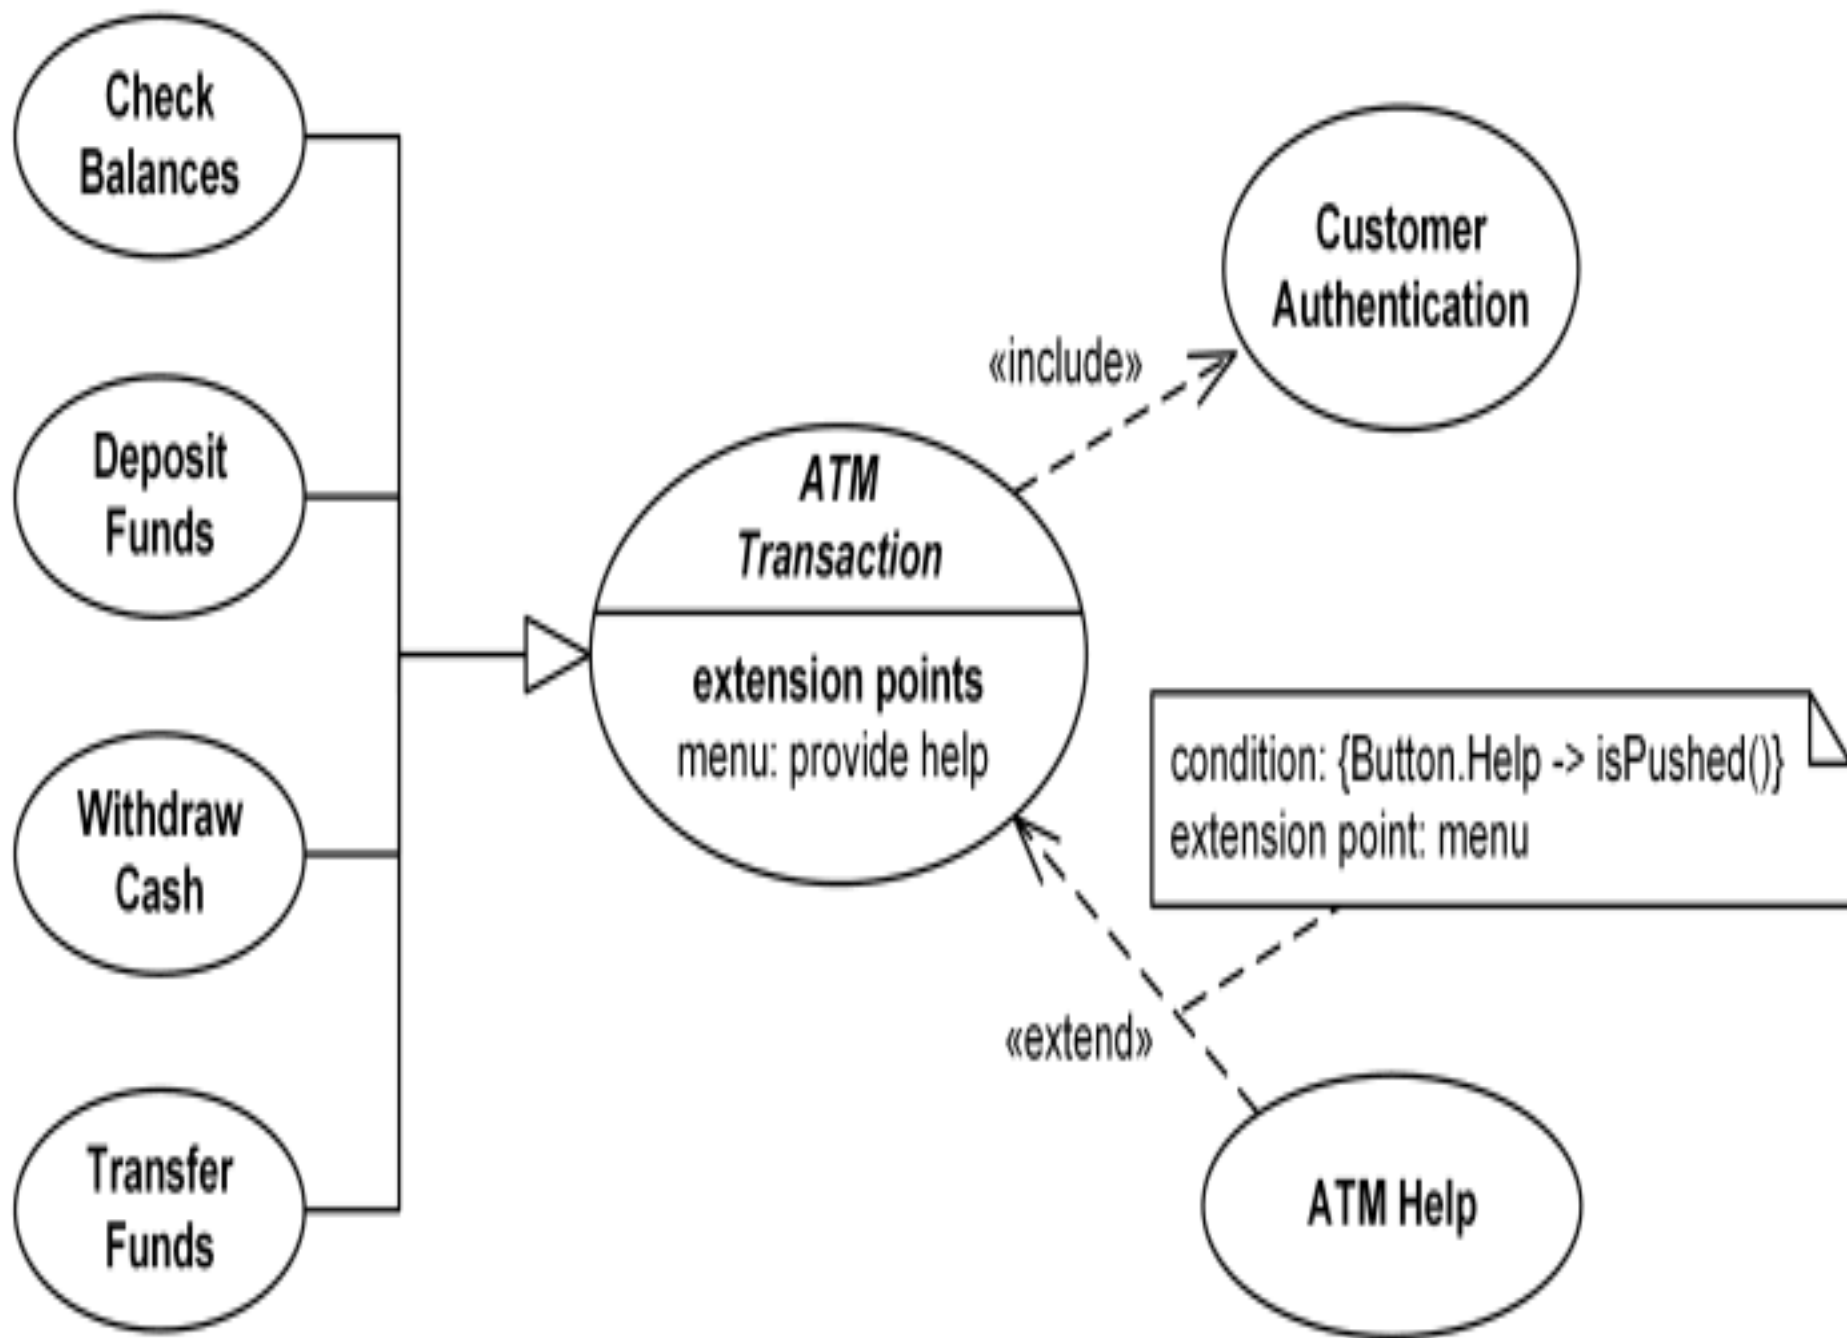 Check
Balances
Deposit
Funds
Withdraw
Cash
Transfer
Funds
ATM
Transaction
extension points
menu: provide help
«include»
Customer
Authentication
condition: {Button.Help -> isPushed()}
extension point: menu
«extend»
ATM Help